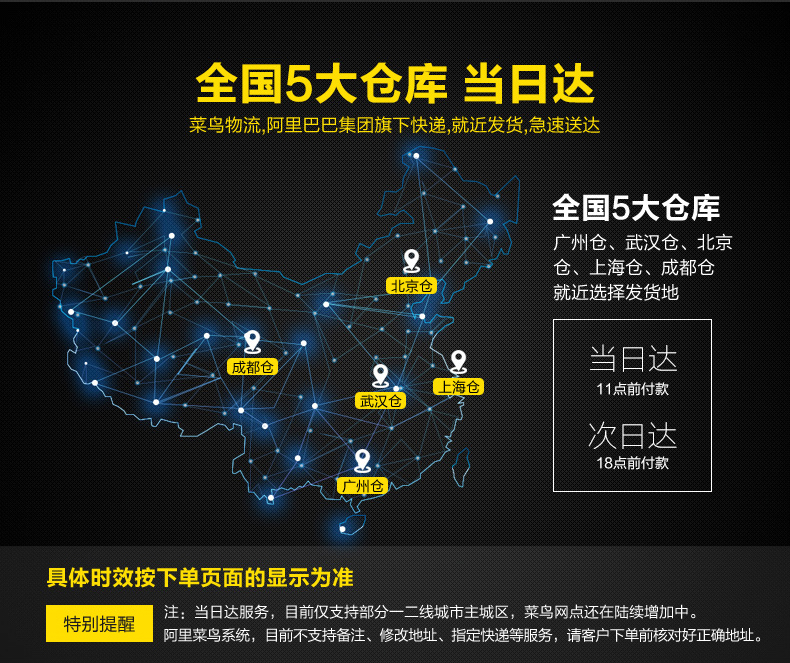 全国5大仓库 当日达
菜鸟物流,阿里巴巴集团旗下快递,就近发货,急速送达
全国5大仓库
广州仓、武汉仓、北京
仓、上海仓、成都仓
就近选择发货地
北京仓
成都仓
武汉仓
上海仓
广州仓
当日达
11点前付款
次日达
18点前付款
具体时效按下单页面的显示为准
特别提醒
注：当日达服务，目前仅支持部分一二线城市主城区，菜鸟网点还在陆续增加中。
阿里菜鸟系统，目前不支持备注、修改地址、指定快递等服务，请客户下单前核对好正确地址。